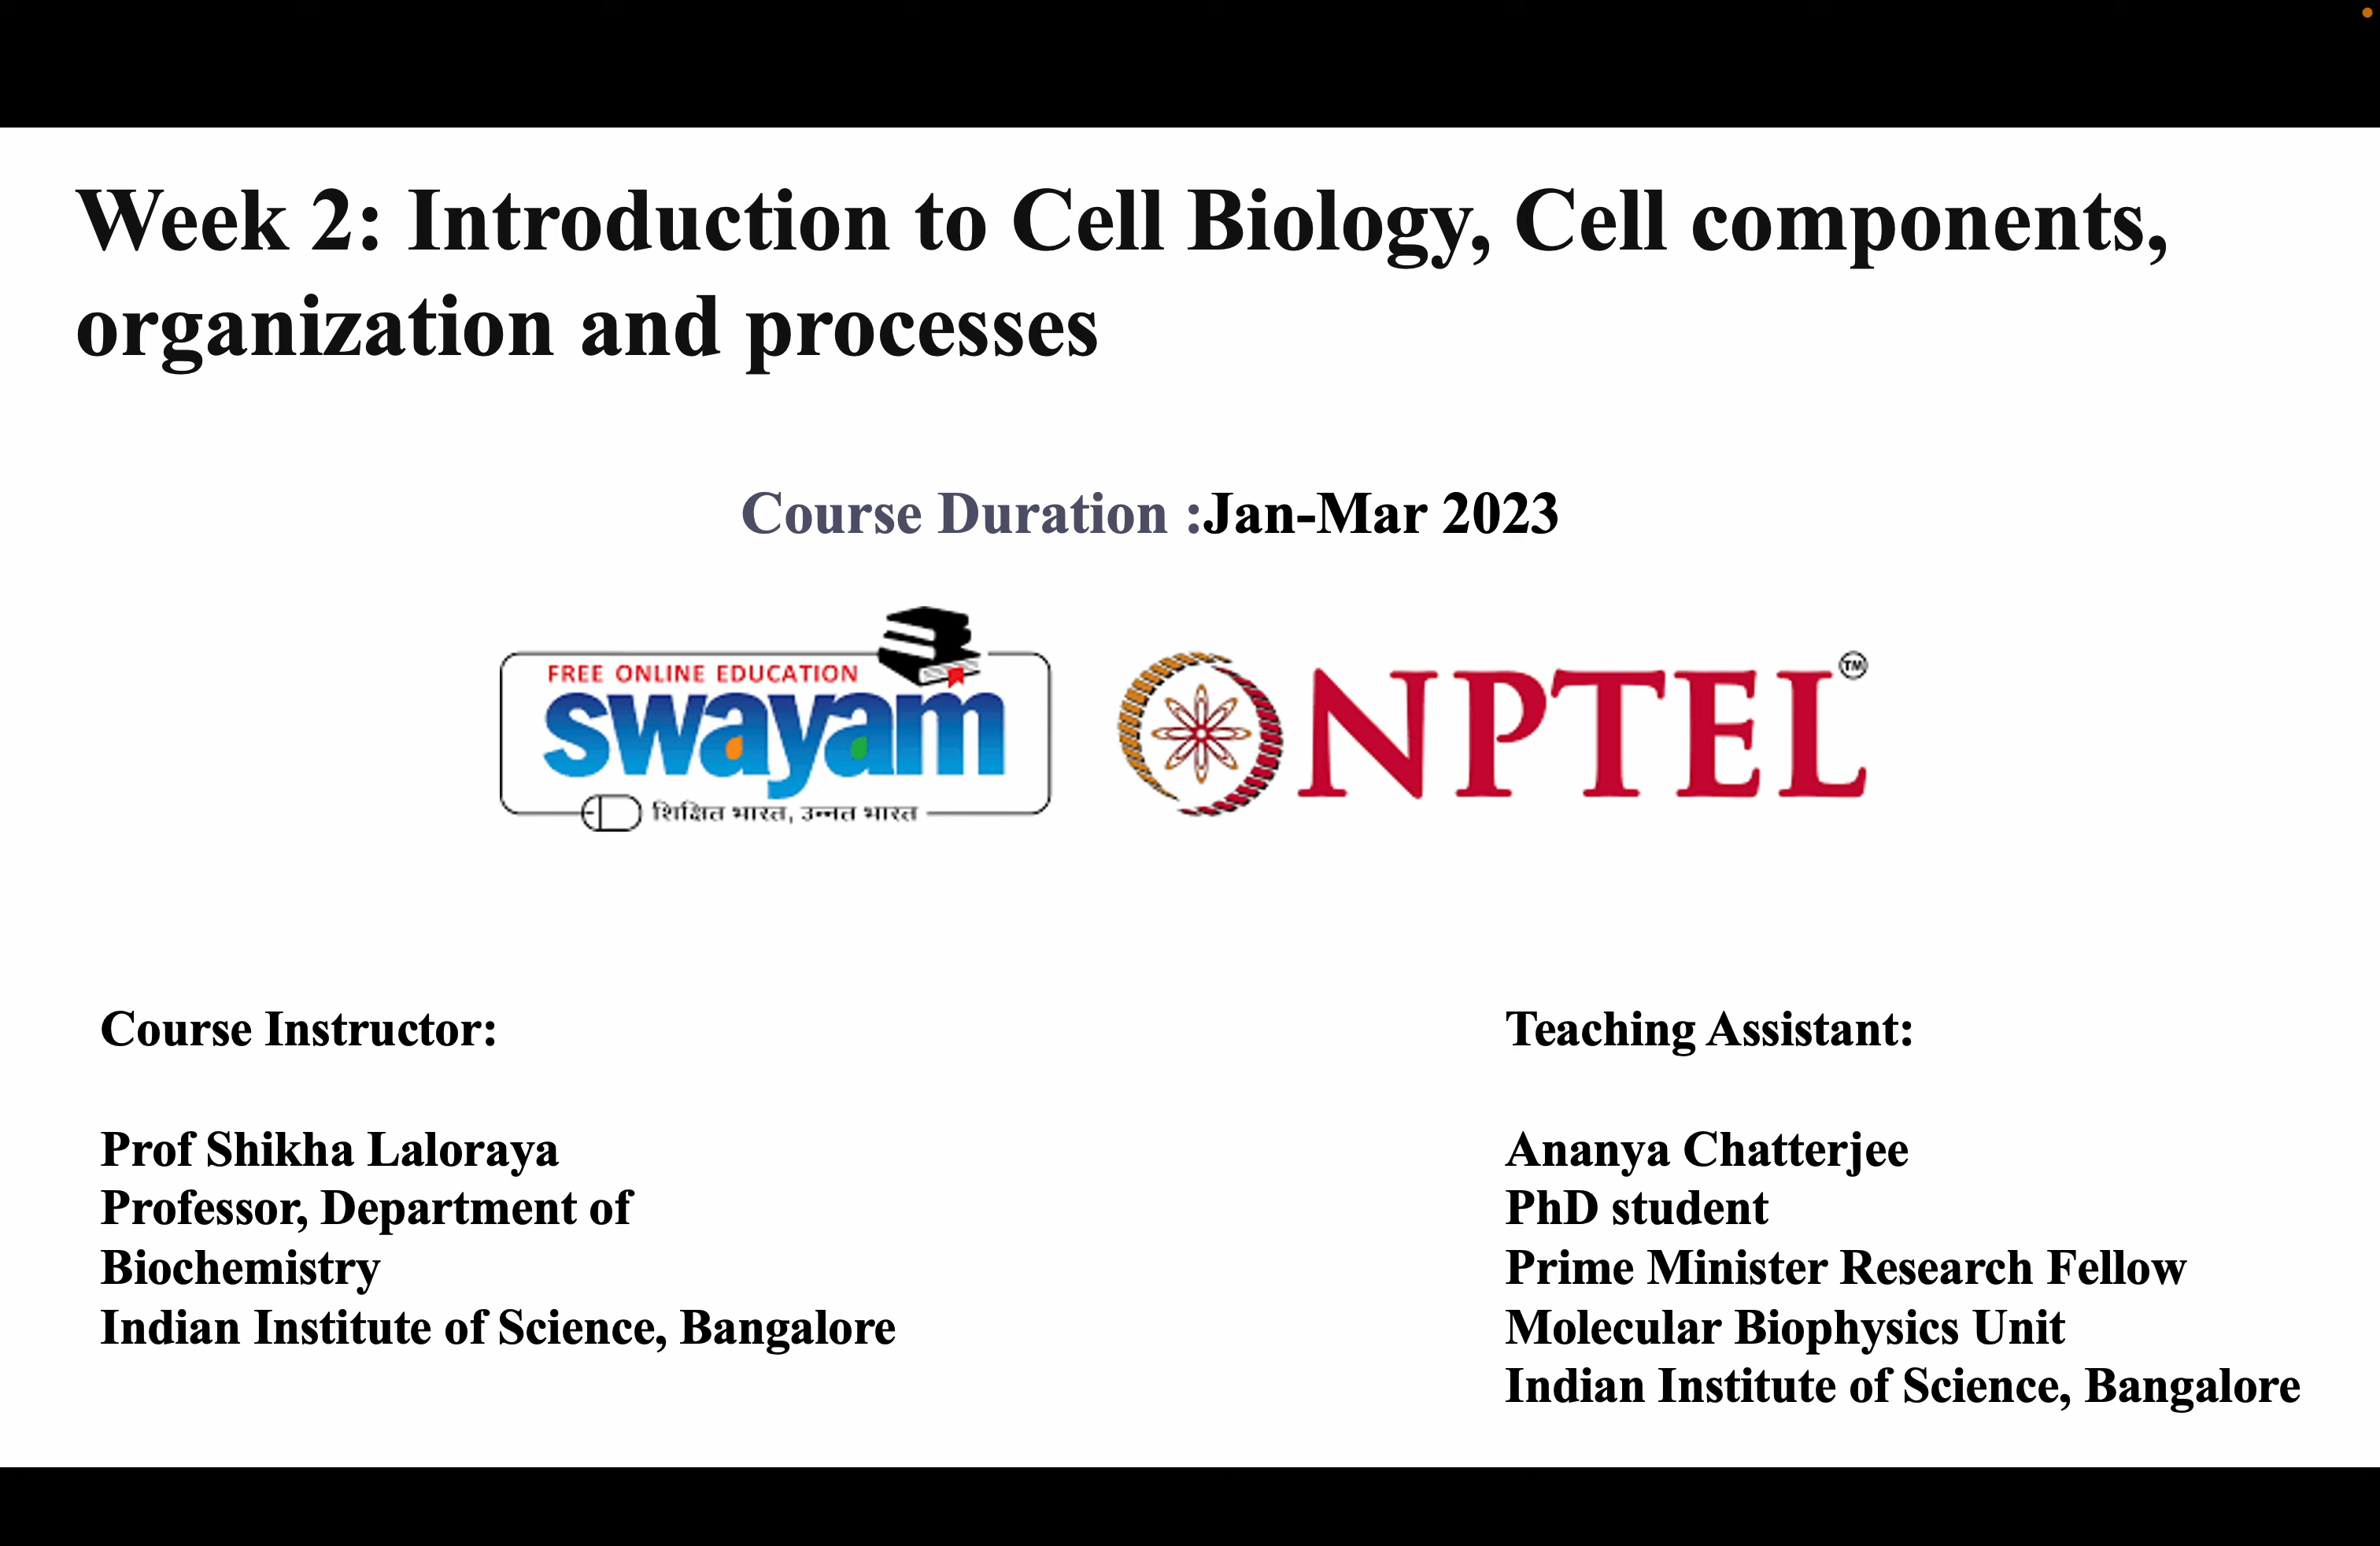 Week 2: Introduction to Cell Biology, Cell components,
organization and processes
Course Duration :Jan-Mar 2023
FREE ONLINE EDUCATION
swayam
शिक्षित भारत, उन्नत भारत
NPTEL
TM
Course Instructor:
Prof Shikha Laloraya
Professor, Department of
Biochemistry
Indian Institute of Science, Bangalore
Teaching Assistant:
Ananya Chatterjee
PhD student
Prime Minister Research Fellow
Molecular Biophysics Unit
Indian Institute of Science, Bangalore